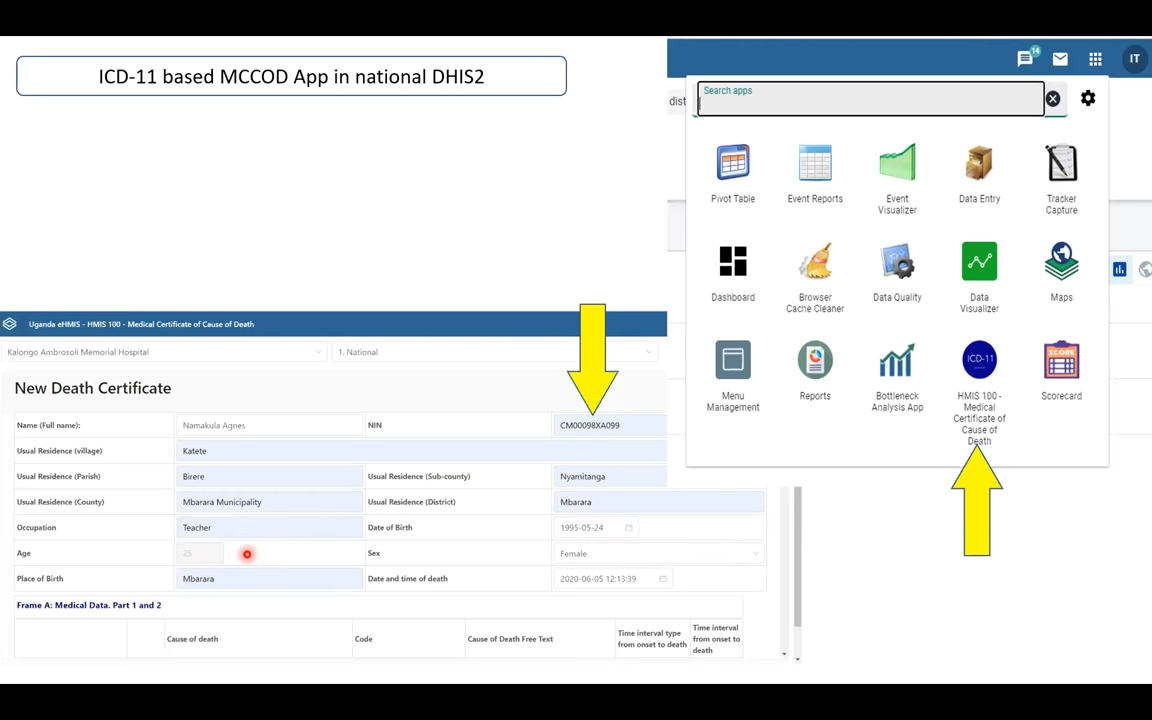 ICD-11 based MCCOD App in national DHIS2
14
IT
dist
Search apps
Pivot Table
Event Reports
Event
Visualizer
Data Entry
Tracker
Capture
Dashboard
Browser
Cache Cleaner
Data Quality
Data
Visualizer
Maps
Menu
Management
Reports
Bottleneck
Analysis App
ICD-11
HMIS 100 -
Medical
Certificate of
Cause of
Death
SCORE
Scorecard
Uganda eHMIS - HMIS 100 - Medical Certificate of Cause of Death
Kalongo Ambrosoli Memorial Hospital
1. National
New Death Certificate
Name (Full name): Namakula Agnes NIN CM00098XA099
Usual Residence (village) Katete
Usual Residence (Parish) Birere Usual Residence (Sub-county) Nyamitanga
Usual Residence (County) Mbarara Municipality Usual Residence (District) Mbarara
Occupation Teacher Date of Birth 1995-05-24
Age 25 Sex Female
Place of Birth Mbarara Date and time of death 2020-06-05 12:13:39
Frame A: Medical Data. Part 1 and 2
Cause of death
Code
Cause of Death Free Text
Time interval type
from onset to death
Time interval
from onset to
death